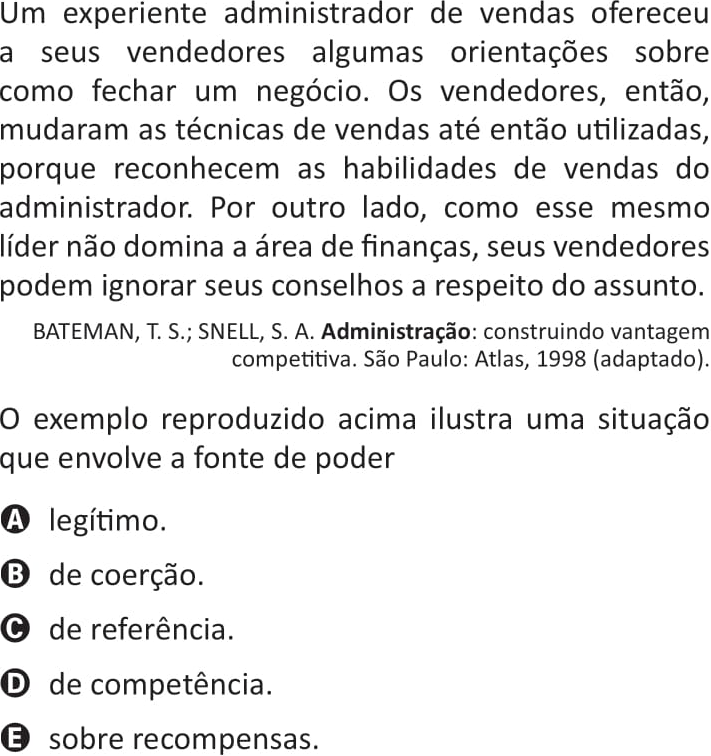 Um experiente administrador de vendas ofereceu
a seus vendedores algumas orientações sobre
como fechar um negócio. Os vendedores, então,
mudaram as técnicas de vendas até então utilizadas,
porque reconhecem as habilidades de vendas do
administrador. Por outro lado, como esse mesmo
líder não domina a área de finanças, seus vendedores
podem ignorar seus conselhos a respeito do assunto.
BATEMAN, T. S.; SNELL, S. A. Administração: construindo vantagem
competitiva. São Paulo: Atlas, 1998 (adaptado).
O exemplo reproduzido acima ilustra uma situação
que envolve a fonte de poder
A legítimo.
B de coerção.
C de referência.
D de competência.
E sobre recompensas.